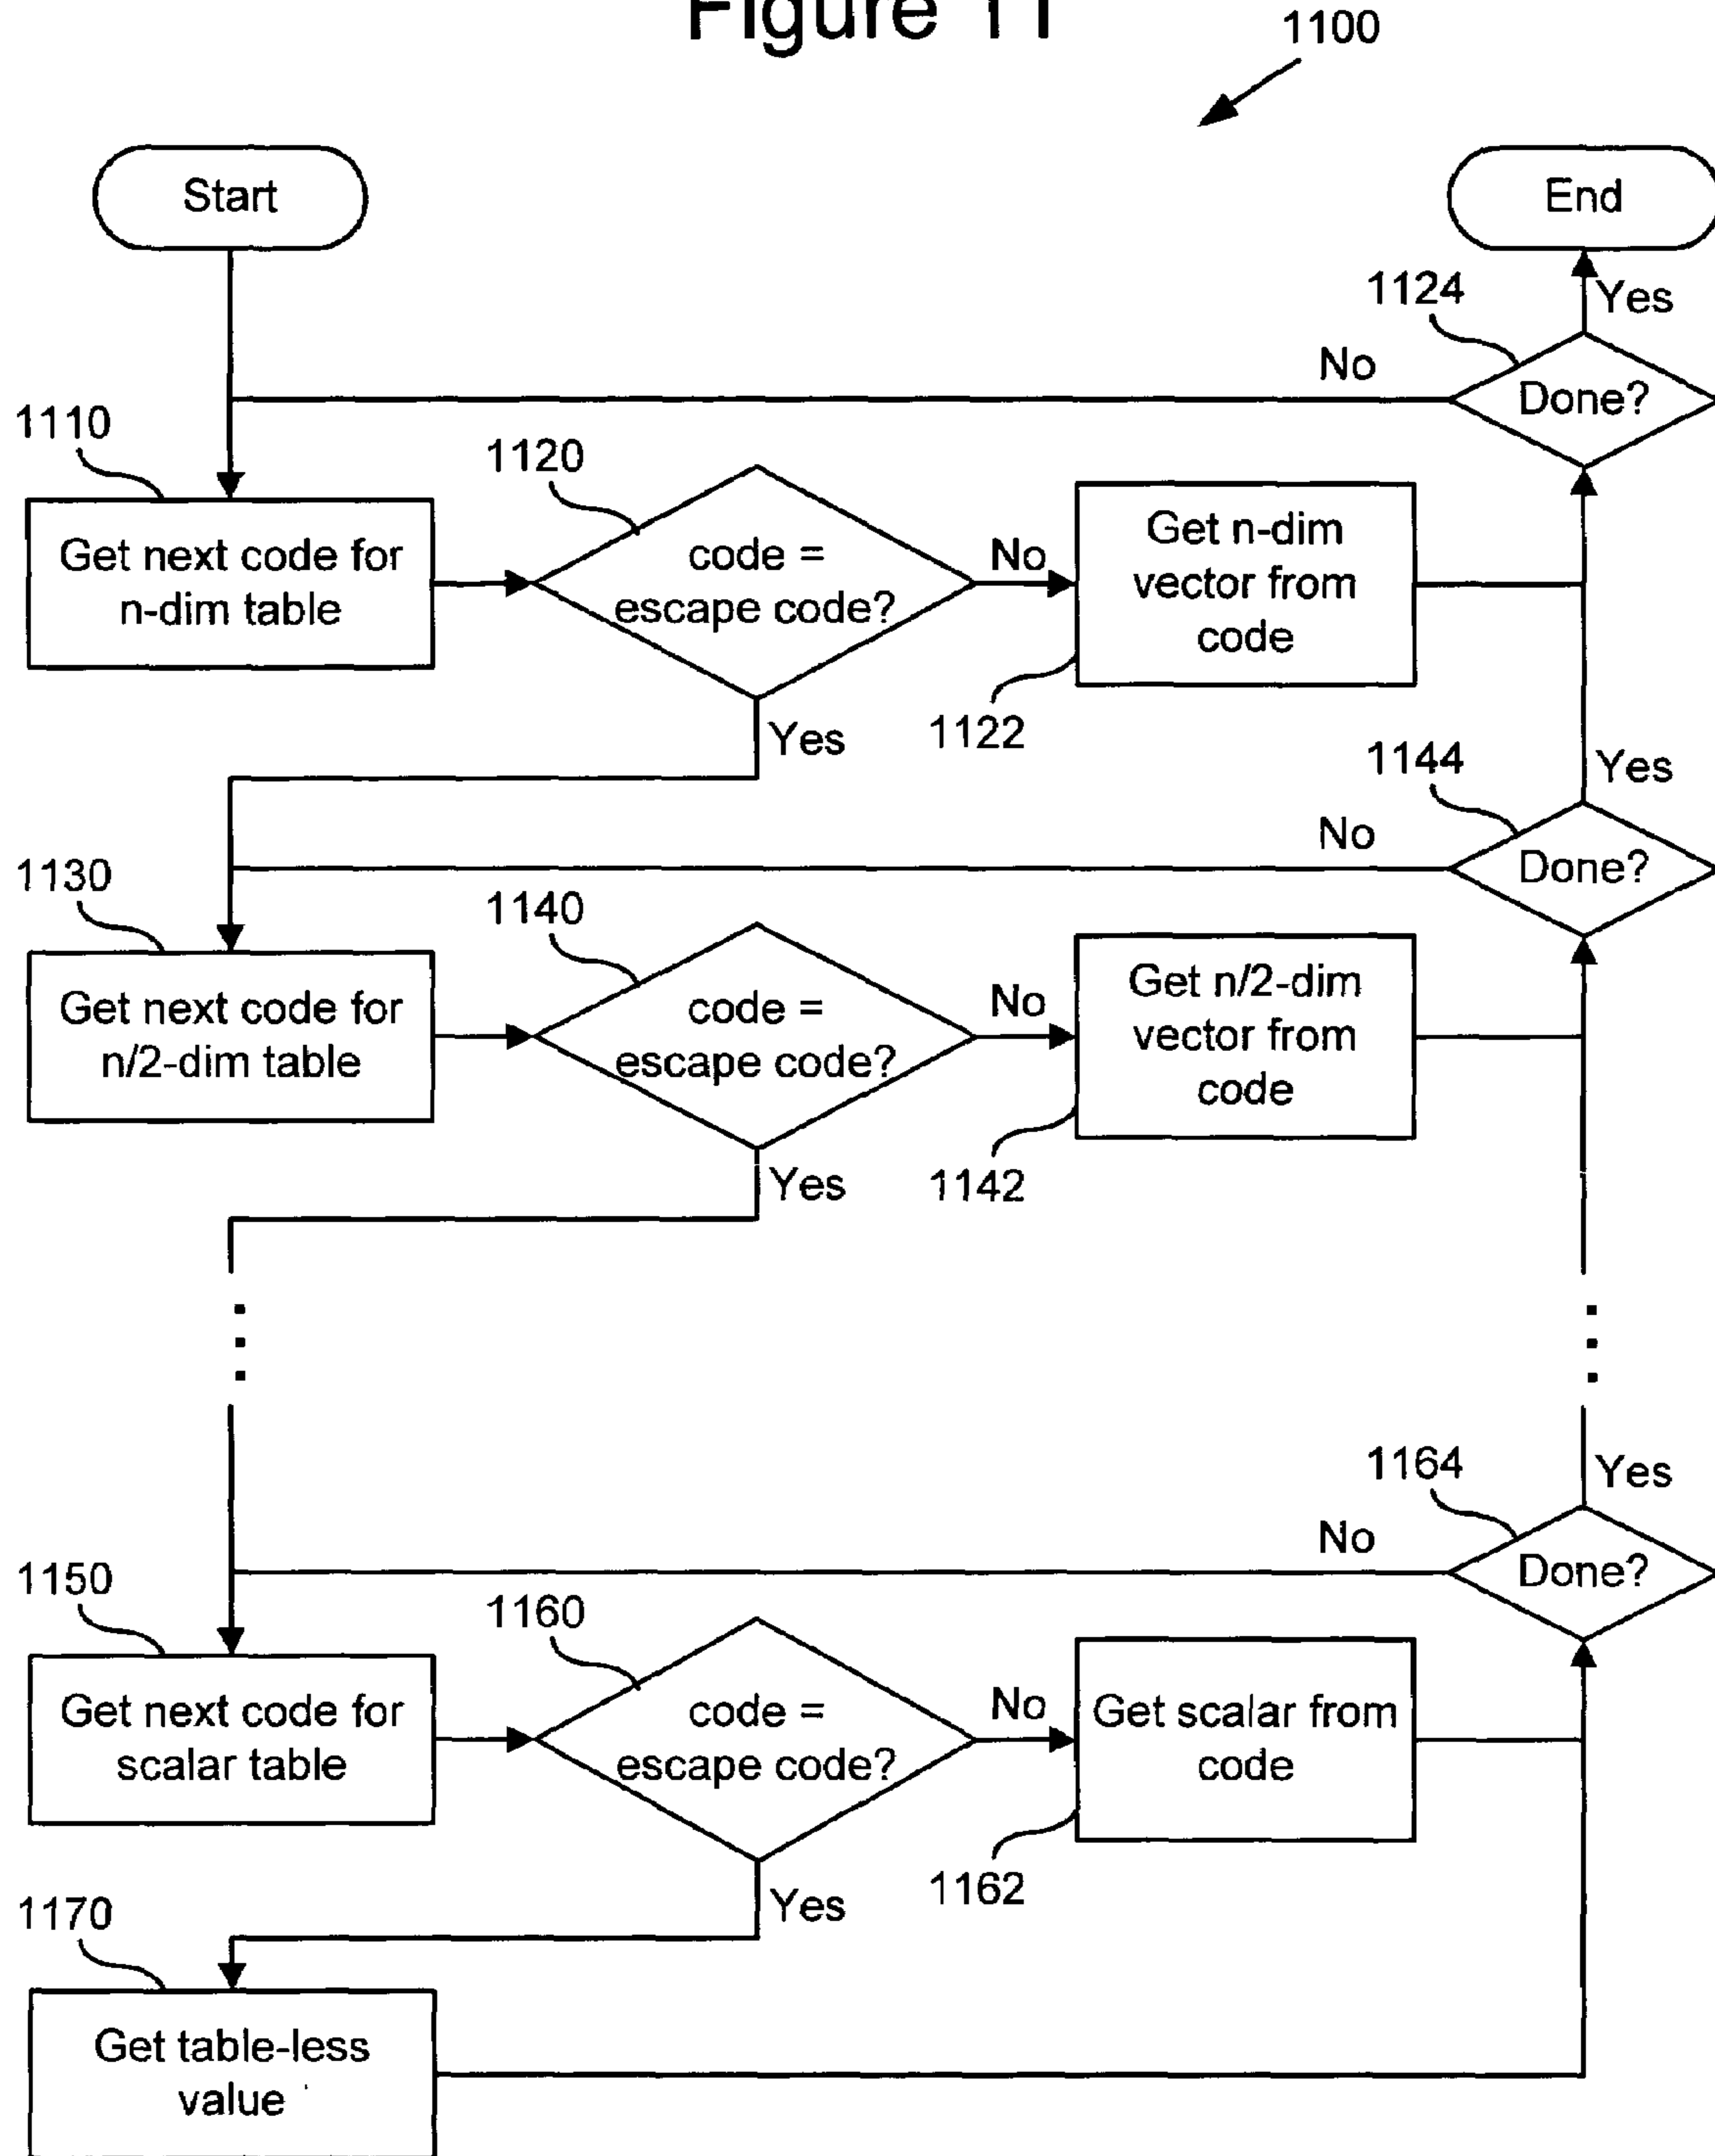 Figure 11
1100
Start
End
1124
Yes
No
Done?
1110
1120
Get next code for
n-dim table
code =
escape code?
No
Get n-dim
vector from
code
Yes
1122
1144
Yes
No
Done?
1130
1140
Get next code for
n/2-dim table
code =
escape code?
No
Get n/2-dim
vector from
code
Yes
1142
1164
Yes
No
Done?
1150
1160
Get next code for
scalar table
code =
escape code?
No
Get scalar from
code
Yes
1162
1170
Get table-less
value